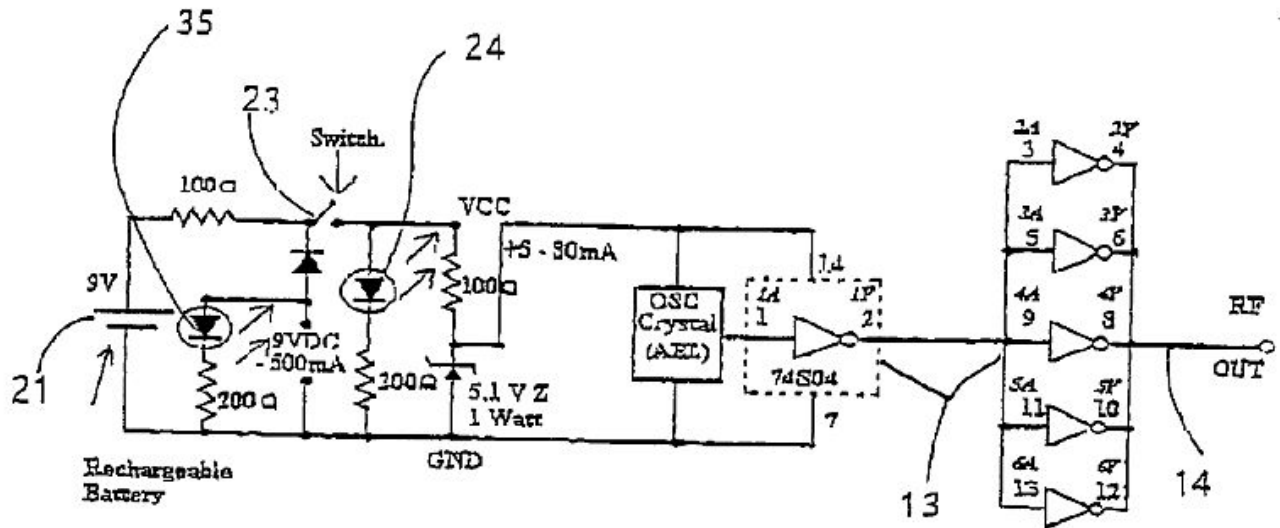 35
24
23
Switch.
100Ω
VCC
+5 - 80mA
9V
100Ω
9VDC
- 500mA
21
200Ω
200Ω
5.1 V Z
1 Watt
GND
Rechargeable
Battery
OSC
Crystal
(AEL)
14
1A
1
1Y
2
74S04
7
13
2A
3
2Y
4
3A
5
3Y
6
4A
9
4Y
8
5A
11
5Y
10
6A
13
6Y
12
RF
OUT
14